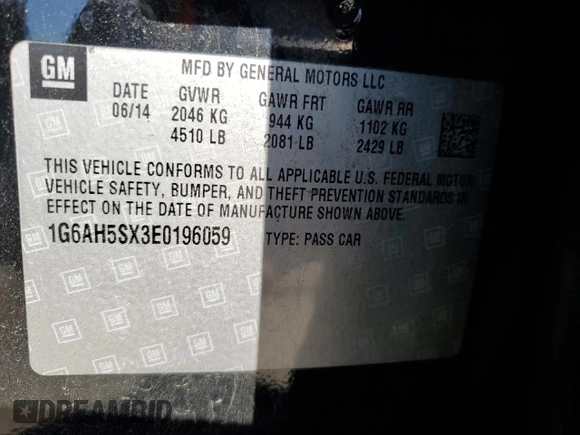 GM
MFD BY GENERAL MOTORS LLC
DATE GVWR GAWR FRT GAWR RR
06/14 2046 KG 944 KG 1102 KG
4510 LB 2081 LB 2429 LB
THIS VEHICLE CONFORMS TO ALL APPLICABLE U.S. FEDERAL MOTOR
VEHICLE SAFETY, BUMPER, AND THEFT PREVENTION STANDARDS IN
EFFECT ON THE DATE OF MANUFACTURE SHOWN ABOVE.
1G6AH5SX3E0196059 TYPE: PASS CAR
DREAMBID